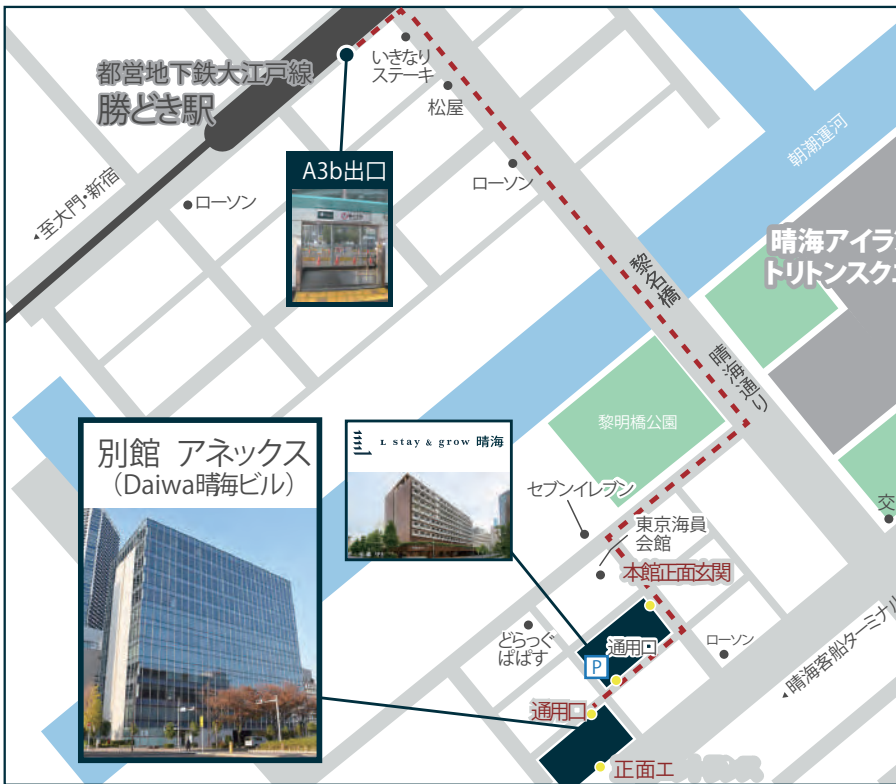 都営地下鉄大江戸線
勝どき駅
いきなり
ステーキ
松屋
ローソン
A3b出口
至大門・新宿
ローソン
朝潮運河
晴海アイラ
トリトンスクエ
黎名橋
晴海通り
黎明橋公園
別館 アネックス
（Daiwa晴海ビル）
L stay & grow 晴海
セブンイレブン
東京海員
会館
交
本館正面玄関
どらっぐ
ぱぱす
通用口
P
ローソン
晴海客船ターミナル
通用口
正面エ